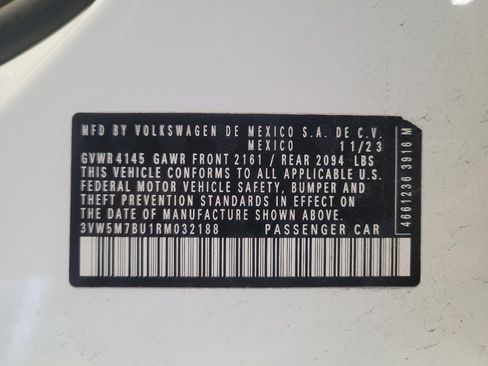 MFD BY VOLKSWAGEN DE MEXICO S.A. DE C.V.
MEXICO 11/23
GVWR 4145 GAWR FRONT 2161 / REAR 2094 LBS
THIS VEHICLE CONFORMS TO ALL APPLICABLE U.S.
FEDERAL MOTOR VEHICLE SAFETY, BUMPER AND
THEFT PREVENTION STANDARDS IN EFFECT ON
THE DATE OF MANUFACTURE SHOWN ABOVE.
3VW5M7BU1RM032188 PASSENGER CAR
4661236 3916 M